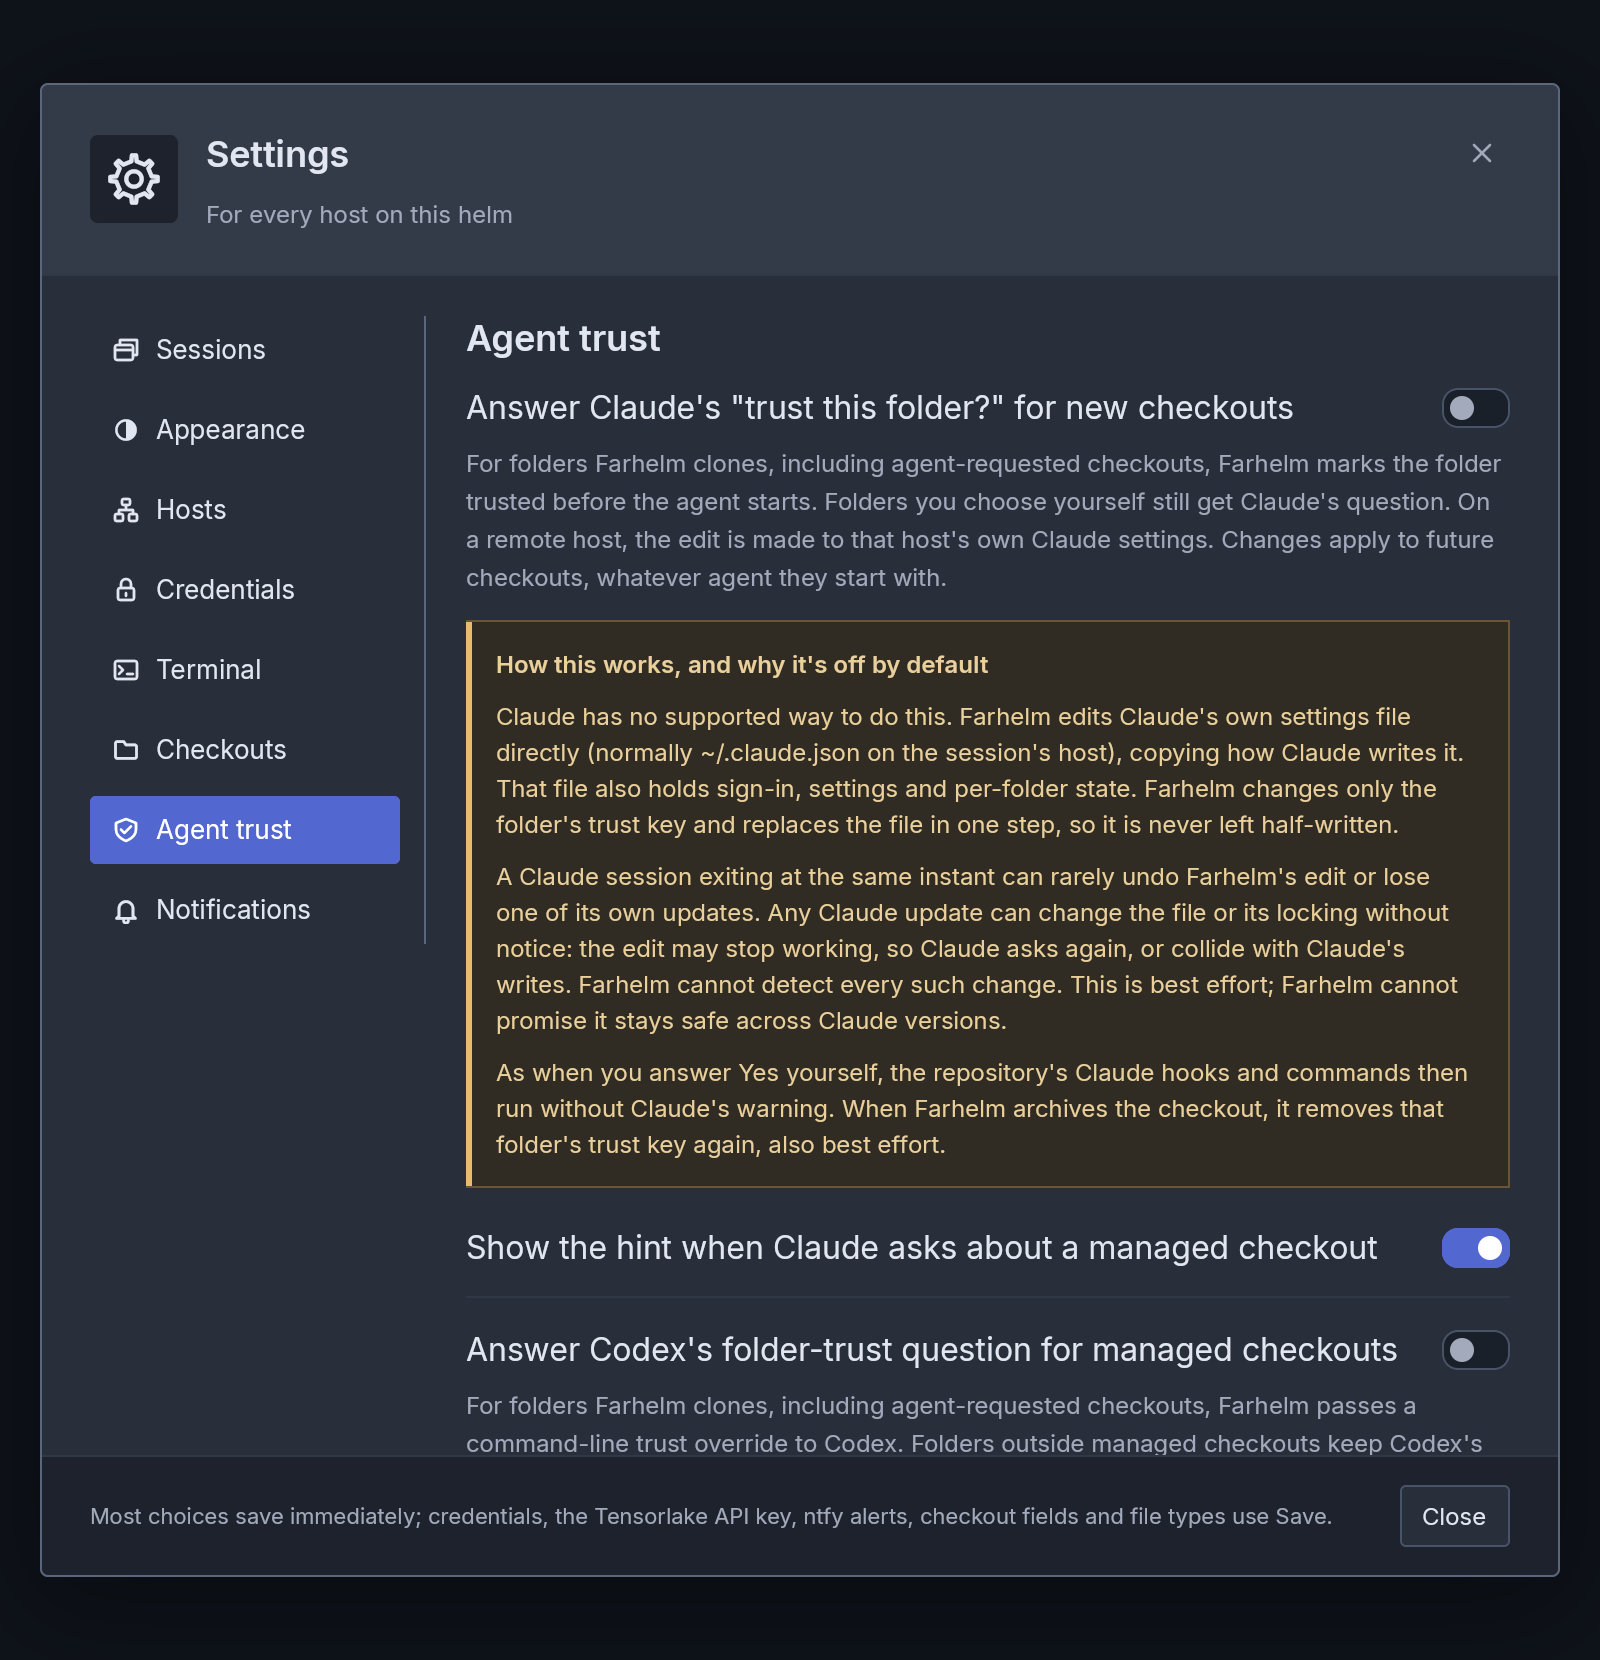 Settings
For every host on this helm
Sessions
Appearance
Hosts
Credentials
Terminal
Checkouts
Agent trust
Notifications
Agent trust
Answer Claude's "trust this folder?" for new checkouts
For folders Farhelm clones, including agent-requested checkouts, Farhelm marks the folder
trusted before the agent starts. Folders you choose yourself still get Claude's question. On
a remote host, the edit is made to that host's own Claude settings. Changes apply to future
checkouts, whatever agent they start with.
How this works, and why it's off by default
Claude has no supported way to do this. Farhelm edits Claude's own settings file
directly (normally ~/.claude.json on the session's host), copying how Claude writes it.
That file also holds sign-in, settings and per-folder state. Farhelm changes only the
folder's trust key and replaces the file in one step, so it is never left half-written.
A Claude session exiting at the same instant can rarely undo Farhelm's edit or lose
one of its own updates. Any Claude update can change the file or its locking without
notice: the edit may stop working, so Claude asks again, or collide with Claude's
writes. Farhelm cannot detect every such change. This is best effort; Farhelm cannot
promise it stays safe across Claude versions.
As when you answer Yes yourself, the repository's Claude hooks and commands then
run without Claude's warning. When Farhelm archives the checkout, it removes that
folder's trust key again, also best effort.
Show the hint when Claude asks about a managed checkout
Answer Codex's folder-trust question for managed checkouts
For folders Farhelm clones, including agent-requested checkouts, Farhelm passes a
command-line trust override to Codex. Folders outside managed checkouts keep Codex's
Most choices save immediately; credentials, the Tensorlake API key, ntfy alerts, checkout fields and file types use Save.
Close